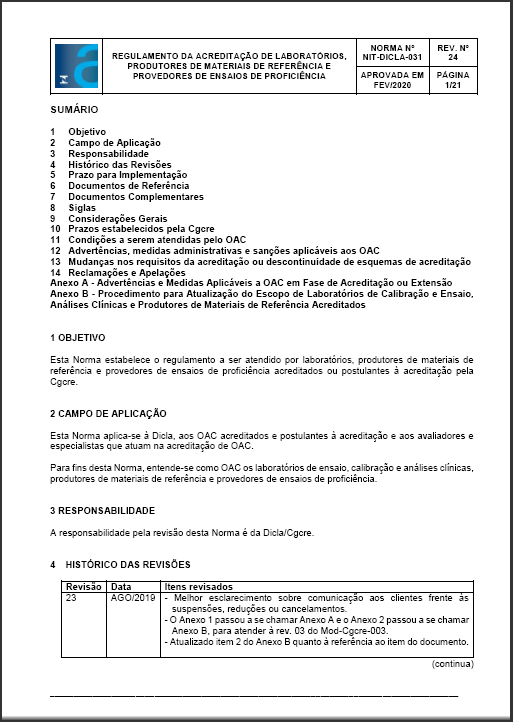 REGULAMENTO DA ACREDITAÇÃO DE LABORATÓRIOS,
PRODUTORES DE MATERIAIS DE REFERÊNCIA E
PROVEDORES DE ENSAIOS DE PROFICIÊNCIA
NORMA Nº
NIT-DICLA-031
REV. Nº
24
APROVADA EM
FEV/2020
PÁGINA
1/21
SUMÁRIO
1 Objetivo
2 Campo de Aplicação
3 Responsabilidade
4 Histórico das Revisões
5 Prazo para Implementação
6 Documentos de Referência
7 Documentos Complementares
8 Siglas
9 Considerações Gerais
10 Prazos estabelecidos pela Cgcre
11 Condições a serem atendidas pelo OAC
12 Advertências, medidas administrativas e sanções aplicáveis aos OAC
13 Mudanças nos requisitos da acreditação ou descontinuidade de esquemas de acreditação
14 Reclamações e Apelações
Anexo A - Advertências e Medidas Aplicáveis a OAC em Fase de Acreditação ou Extensão
Anexo B - Procedimento para Atualização do Escopo de Laboratórios de Calibração e Ensaio,
Análises Clínicas e Produtores de Materiais de Referência Acreditados
1 OBJETIVO
Esta Norma estabelece o regulamento a ser atendido por laboratórios, produtores de materiais de
referência e provedores de ensaios de proficiência acreditados ou postulantes à acreditação pela
Cgcre.
2 CAMPO DE APLICAÇÃO
Esta Norma aplica-se à Dicla, aos OAC acreditados e postulantes à acreditação e aos avaliadores e
especialistas que atuam na acreditação de OAC.
Para fins desta Norma, entende-se como OAC os laboratórios de ensaio, calibração e análises clínicas,
produtores de materiais de referência e provedores de ensaios de proficiência.
3 RESPONSABILIDADE
A responsabilidade pela revisão desta Norma é da Dicla/Cgcre.
4 HISTÓRICO DAS REVISÕES
Revisão Data Itens revisados
23 AGO/2019 - Melhor esclarecimento sobre comunicação aos clientes frente às
suspensões, reduções ou cancelamentos.
- O Anexo 1 passou a se chamar Anexo A e o Anexo 2 passou a se chamar
Anexo B, para atender à rev. 03 do Mod-Cgcre-003.
- Atualizado item 2 do Anexo B quanto à referência ao item do documento.
(continua)